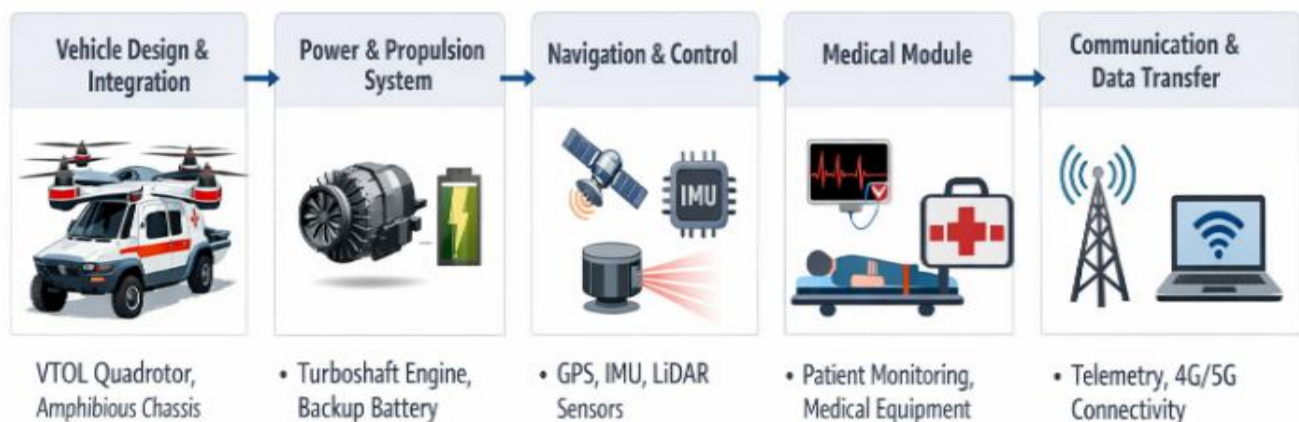 Vehicle Design &
Integration
Power & Propulsion
System
Navigation & Control
Medical Module
Communication &
Data Transfer
IMU
VTOL Quadrotor,
Amphibious Chassis
• Turboshaft Engine,
Backup Battery
• GPS, IMU, LiDAR
Sensors
• Patient Monitoring,
Medical Equipment
• Telemetry, 4G/5G
Connectivity